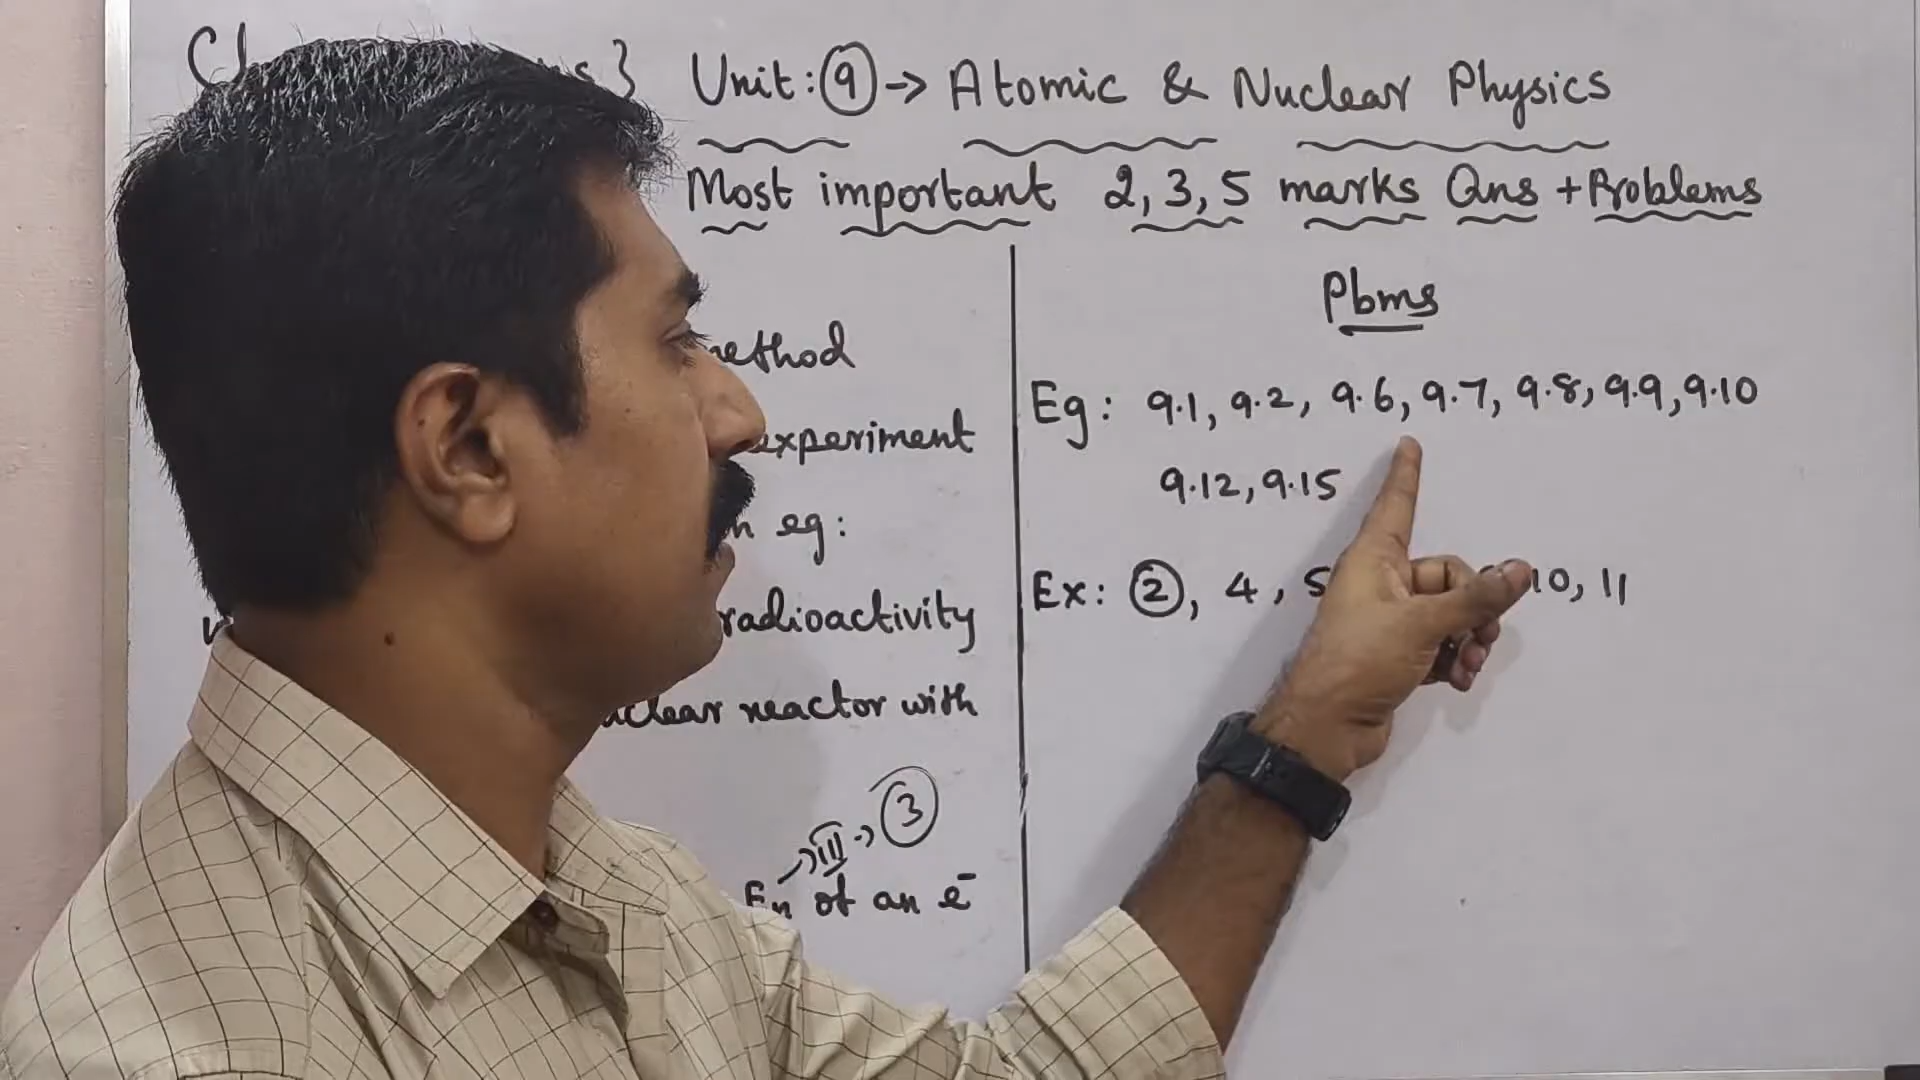 Unit: 9 -> Atomic & Nuclear Physics
Most important 2, 3, 5 marks Qns + Problems
method
experiment
eg:
radioactivity
reactor with
III -> 3
En of an e⁻
Pbms
Eg: 9.1, 9.2, 9.6, 9.7, 9.8, 9.9, 9.10
9.12, 9.15
Ex: 2, 4, 5 10, 11